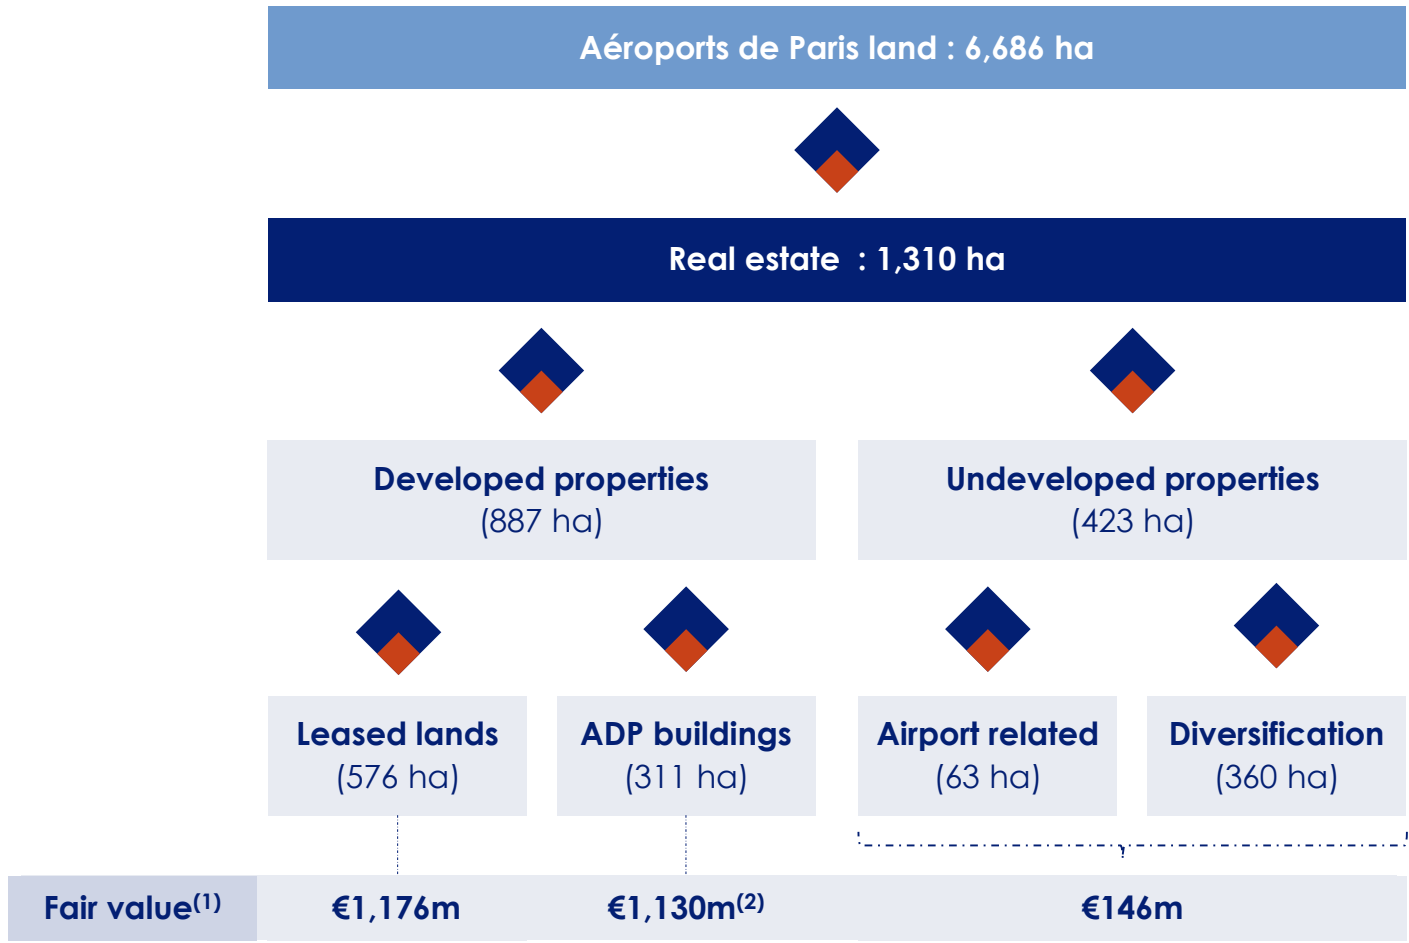 Aéroports de Paris land : 6,686 ha
Real estate : 1,310 ha
Developed properties
(887 ha)
Undeveloped properties
(423 ha)
Leased lands
(576 ha)
ADP buildings
(311 ha)
Airport related
(63 ha)
Diversification
(360 ha)
Fair value(1) €1,176m €1,130m(2) €146m